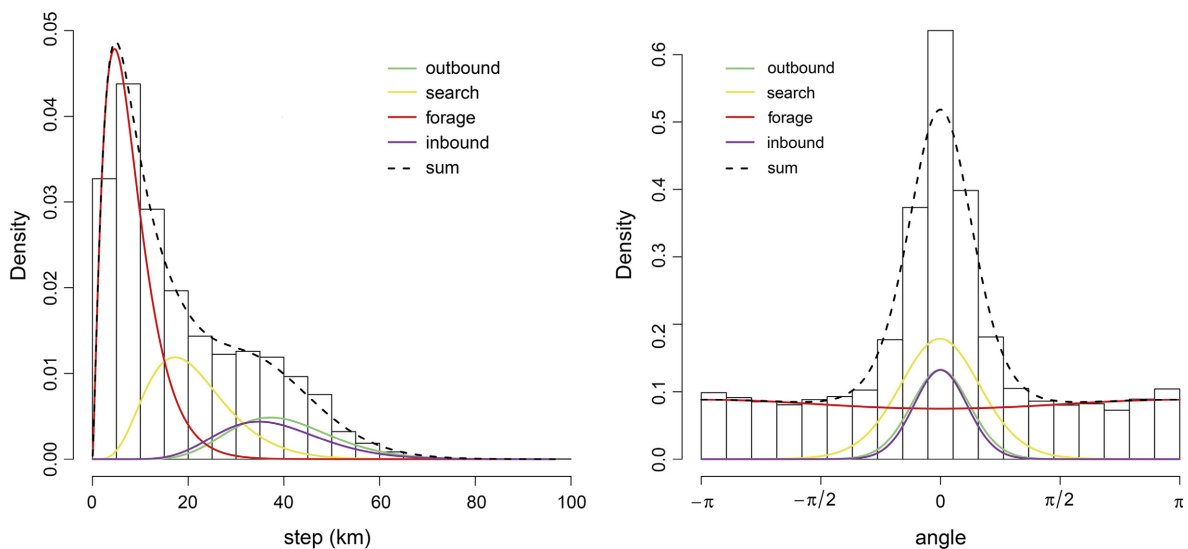 0.05
0.04
0.03
0.02
0.01
0.00
Density
outbound
search
forage
inbound
sum
0 20 40 60 80 100
step (km)
0.6
0.5
0.4
0.3
0.2
0.1
0.0
Density
outbound
search
forage
inbound
sum
−π −π/2 0 π/2 π
angle